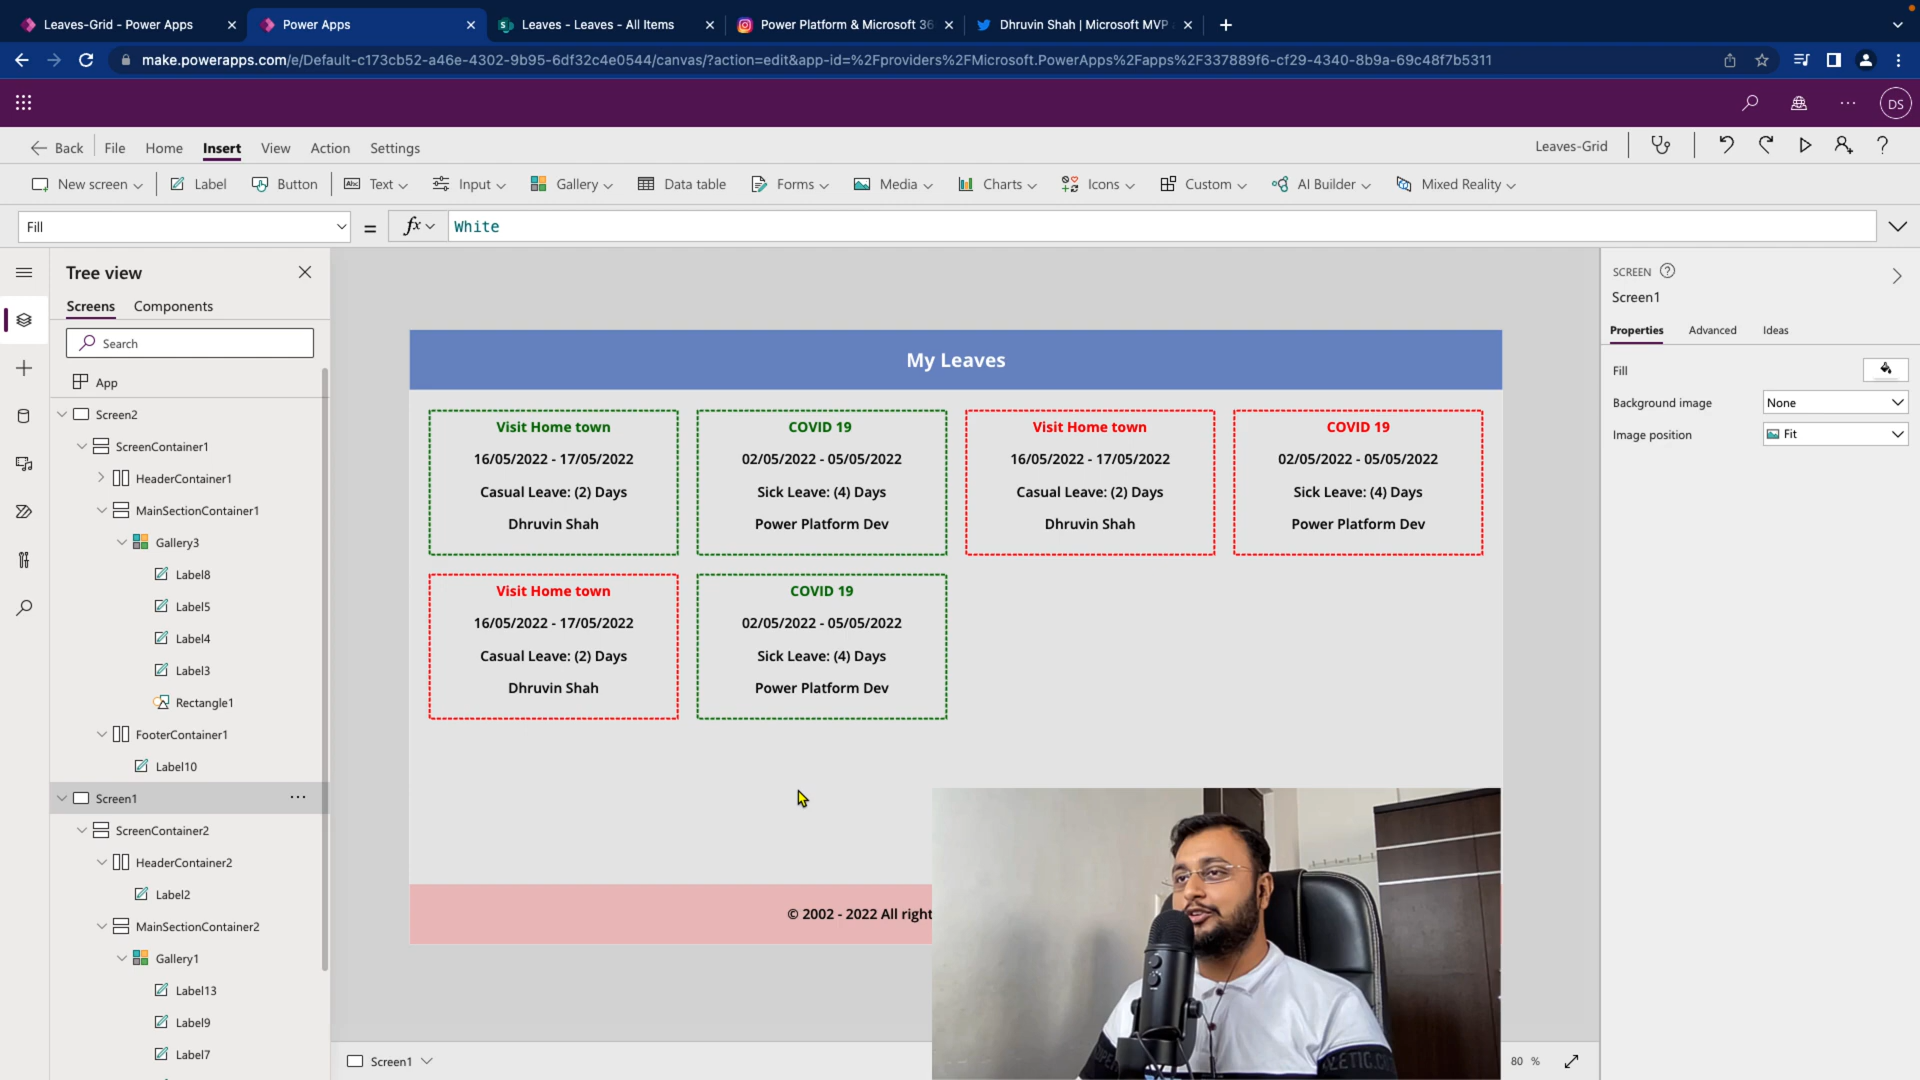 Leaves-Grid - Power Apps
Power Apps
Leaves - Leaves - All Items
Power Platform & Microsoft 36
Dhruvin Shah | Microsoft MVP
make.powerapps.com/e/Default-c173cb52-a46e-4302-9b95-6df32c4e0544/canvas/?action=edit&app-id=%2Fproviders%2FMicrosoft.PowerApps%2Fapps%2F337889f6-cf29-4340-8b9a-69c48f7b5311
DS
Back File Home Insert View Action Settings Leaves-Grid
New screen Label Button Text Input Gallery Data table Forms Media Charts Icons Custom AI Builder Mixed Reality
Fill = fx White
Tree view
Screens Components
Search
App
Screen2
ScreenContainer1
HeaderContainer1
MainSectionContainer1
Gallery3
Label8
Label5
Label4
Label3
Rectangle1
FooterContainer1
Label10
Screen1
ScreenContainer2
HeaderContainer2
Label2
MainSectionContainer2
Gallery1
Label13
Label9
Label7
My Leaves
Visit Home town
16/05/2022 - 17/05/2022
Casual Leave: (2) Days
Dhruvin Shah
COVID 19
02/05/2022 - 05/05/2022
Sick Leave: (4) Days
Power Platform Dev
Visit Home town
16/05/2022 - 17/05/2022
Casual Leave: (2) Days
Dhruvin Shah
COVID 19
02/05/2022 - 05/05/2022
Sick Leave: (4) Days
Power Platform Dev
Visit Home town
16/05/2022 - 17/05/2022
Casual Leave: (2) Days
Dhruvin Shah
COVID 19
02/05/2022 - 05/05/2022
Sick Leave: (4) Days
Power Platform Dev
© 2002 - 2022 All right
Screen1
80 %
SCREEN
Screen1
Properties Advanced Ideas
Fill
Background image None
Image position Fit